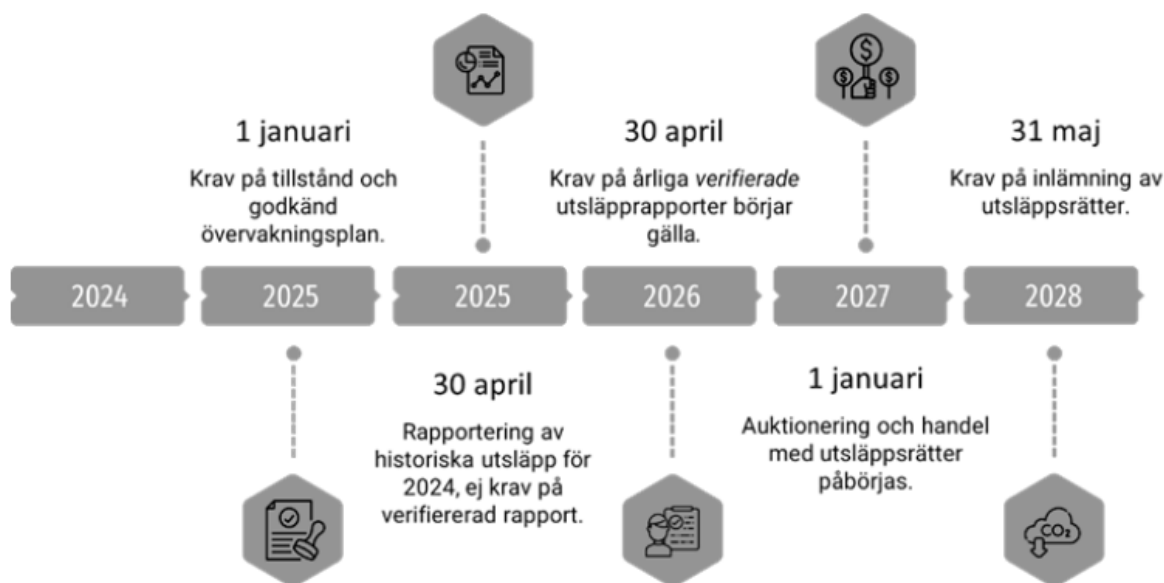 1 januari
Krav på tillstånd och
godkänd
övervakningsplan.
30 april
Krav på årliga verifierade
utsläpprapporter börjar
gälla.
31 maj
Krav på inlämning av
utsläppsrätter.
2024
2025
2025
2026
2027
2028
30 april
Rapportering av
historiska utsläpp för
2024, ej krav på
verifiererad rapport.
1 januari
Auktionering och handel
med utsläppsrätter
påbörjas.
CO₂